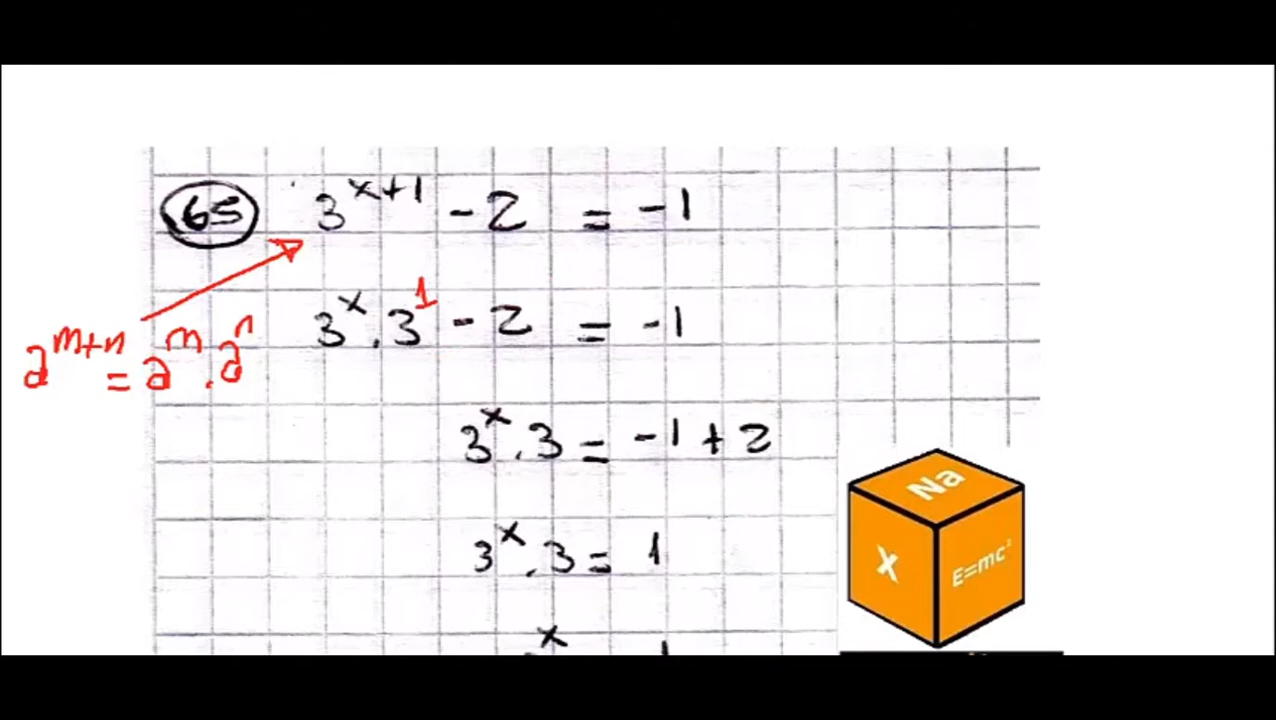 65 3^{x+1} - 2 = -1
3^x . 3^1 - 2 = -1
a^{m+n} = a^m . a^n
3^x . 3 = -1 + 2
3^x . 3 = 1
Na
X
E=mc²